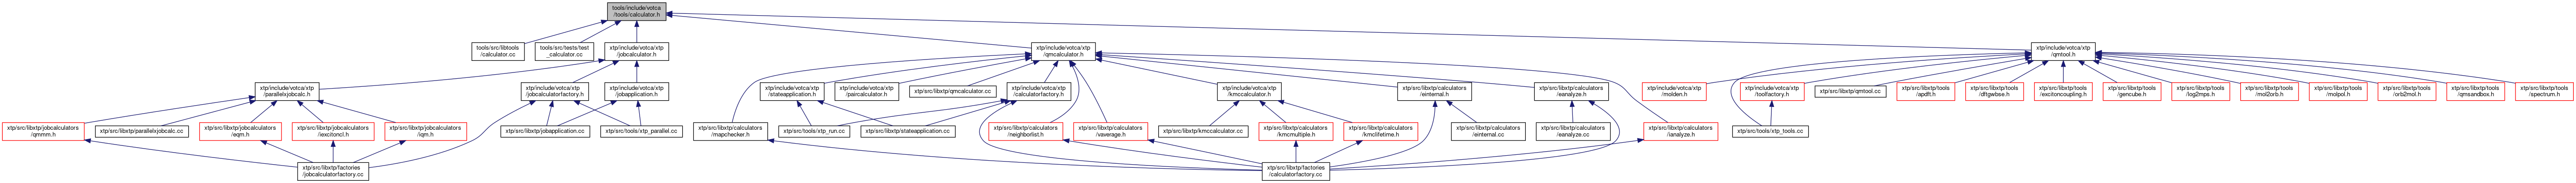 tools/include/votca
/tools/calculator.h
tools/src/libtools
/calculator.cc
tools/src/tests/test
_calculator.cc
xtp/include/votca/xtp
/jobcalculator.h
xtp/include/votca/xtp
/qmcalculator.h
xtp/include/votca/xtp
/qmtool.h
xtp/include/votca/xtp
/parallelxjobcalc.h
xtp/include/votca/xtp
/jobcalculatorfactory.h
xtp/include/votca/xtp
/jobapplication.h
xtp/include/votca/xtp
/stateapplication.h
xtp/include/votca/xtp
/paircalculator.h
xtp/src/libxtp/qmcalculator.cc
xtp/include/votca/xtp
/calculatorfactory.h
xtp/include/votca/xtp
/kmccalculator.h
xtp/src/libxtp/calculators
/einternal.h
xtp/src/libxtp/calculators
/eanalyze.h
xtp/include/votca/xtp
/molden.h
xtp/include/votca/xtp
/toolfactory.h
xtp/src/libxtp/qmtool.cc
xtp/src/libxtp/tools
/apdft.h
xtp/src/libxtp/tools
/dftgwbse.h
xtp/src/libxtp/tools
/excitoncoupling.h
xtp/src/libxtp/tools
/gencube.h
xtp/src/libxtp/tools
/log2mps.h
xtp/src/libxtp/tools
/mol2orb.h
xtp/src/libxtp/tools
/molpol.h
xtp/src/libxtp/tools
/orb2mol.h
xtp/src/libxtp/tools
/qmsandbox.h
xtp/src/libxtp/tools
/spectrum.h
xtp/src/libxtp/jobcalculators
/qmmm.h
xtp/src/libxtp/parallelxjobcalc.cc
xtp/src/libxtp/jobcalculators
/eqm.h
xtp/src/libxtp/jobcalculators
/iexcitoncl.h
xtp/src/libxtp/jobcalculators
/iqm.h
xtp/src/libxtp/jobapplication.cc
xtp/src/tools/xtp_parallel.cc
xtp/src/libxtp/calculators
/mapchecker.h
xtp/src/tools/xtp_run.cc
xtp/src/libxtp/stateapplication.cc
xtp/src/libxtp/calculators
/neighborlist.h
xtp/src/libxtp/calculators
/vaverage.h
xtp/src/libxtp/kmccalculator.cc
xtp/src/libxtp/calculators
/kmcmultiple.h
xtp/src/libxtp/calculators
/kmclifetime.h
xtp/src/libxtp/calculators
/einternal.cc
xtp/src/libxtp/calculators
/eanalyze.cc
xtp/src/libxtp/calculators
/ianalyze.h
xtp/src/tools/xtp_tools.cc
xtp/src/libxtp/factories
/jobcalculatorfactory.cc
xtp/src/libxtp/factories
/calculatorfactory.cc